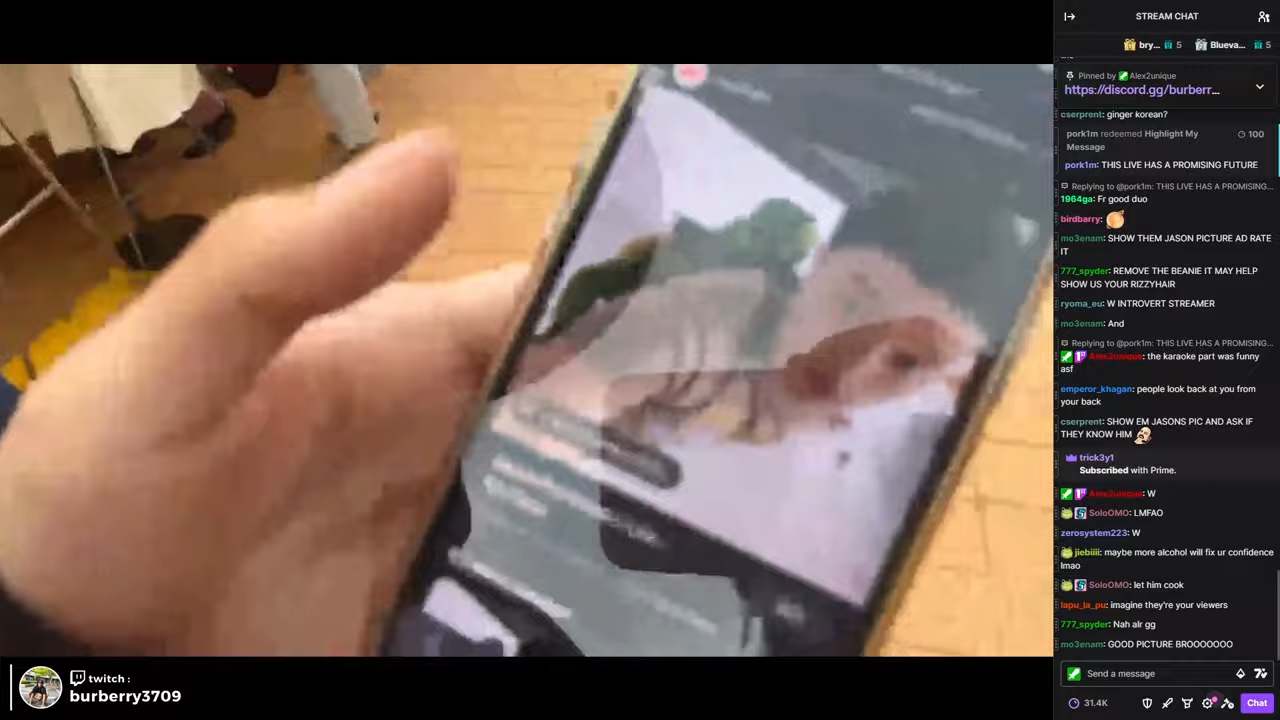 STREAM CHAT
bry... 5 Blueva... 5
Pinned by Alex2unique
https://discord.gg/burberr...
cserprent: ginger korean?
pork1m redeemed Highlight My
Message
100
pork1m: THIS LIVE HAS A PROMISING FUTURE
Replying to @pork1m: THIS LIVE HAS A PROMISING...
1964ga: Fr good duo
birdbarry:
mo3enam: SHOW THEM JASON PICTURE AD RATE
IT
777_spyder: REMOVE THE BEANIE IT MAY HELP
SHOW US YOUR RIZZYHAIR
ryoma_eu: W INTROVERT STREAMER
mo3enam: And
Replying to @pork1m: THIS LIVE HAS A PROMISING...
Alex2unique: the karaoke part was funny
asf
emperor_khagan: people look back at you from
your back
cserprent: SHOW EM JASONS PIC AND ASK IF
THEY KNOW HIM
trick3y1
Subscribed with Prime.
Alex2unique: W
SoloOMO: LMFAO
zerosystem223: W
jiebiiii: maybe more alcohol will fix ur confidence
lmao
SoloOMO: let him cook
lapu_la_pu: imagine they're your viewers
777_spyder: Nah alr gg
mo3enam: GOOD PICTURE BROOOOOOO
Send a message
31.4K
Chat
twitch :
burberry3709